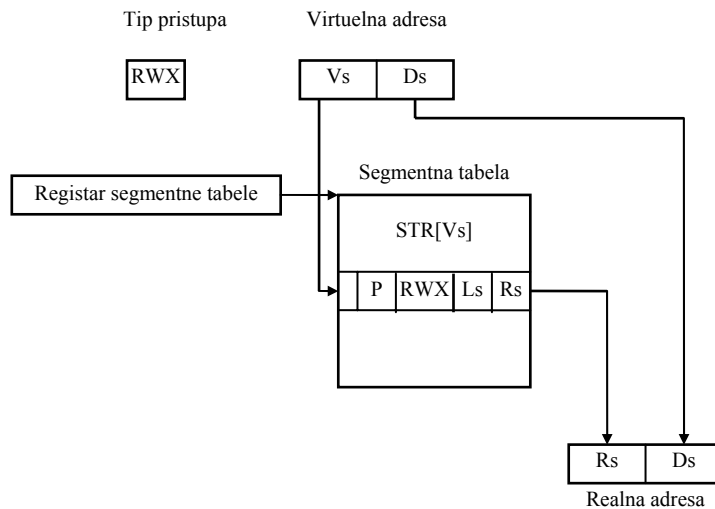 Tip pristupa
Virtuelna adresa
RWX
Vs
Ds
Segmentna tabela
Registar segmentne tabele
STR[Vs]
P
RWX
Ls
Rs
Rs
Ds
Realna adresa